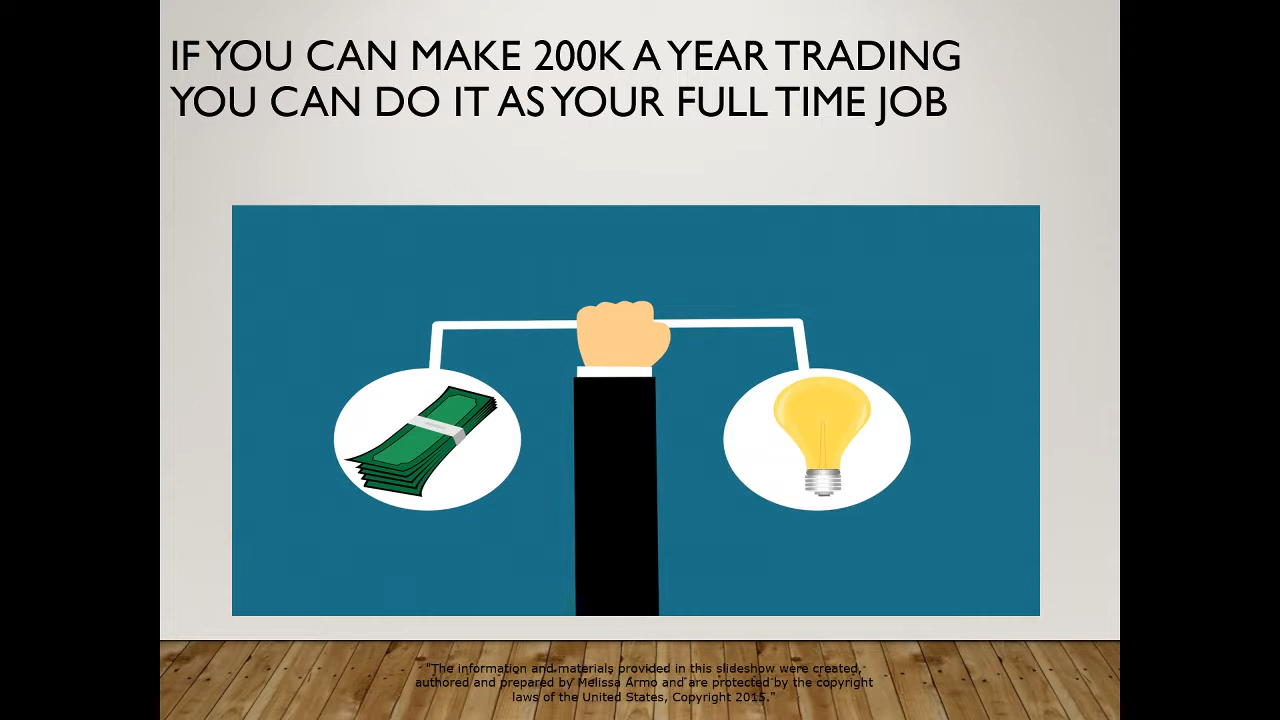 IF YOU CAN MAKE 200K A YEAR TRADING
YOU CAN DO IT AS YOUR FULL TIME JOB
"The information and materials provided in this slideshow were created,
authored and prepared by Melissa Armo and are protected by the copyright
laws of the United States, Copyright 2015."